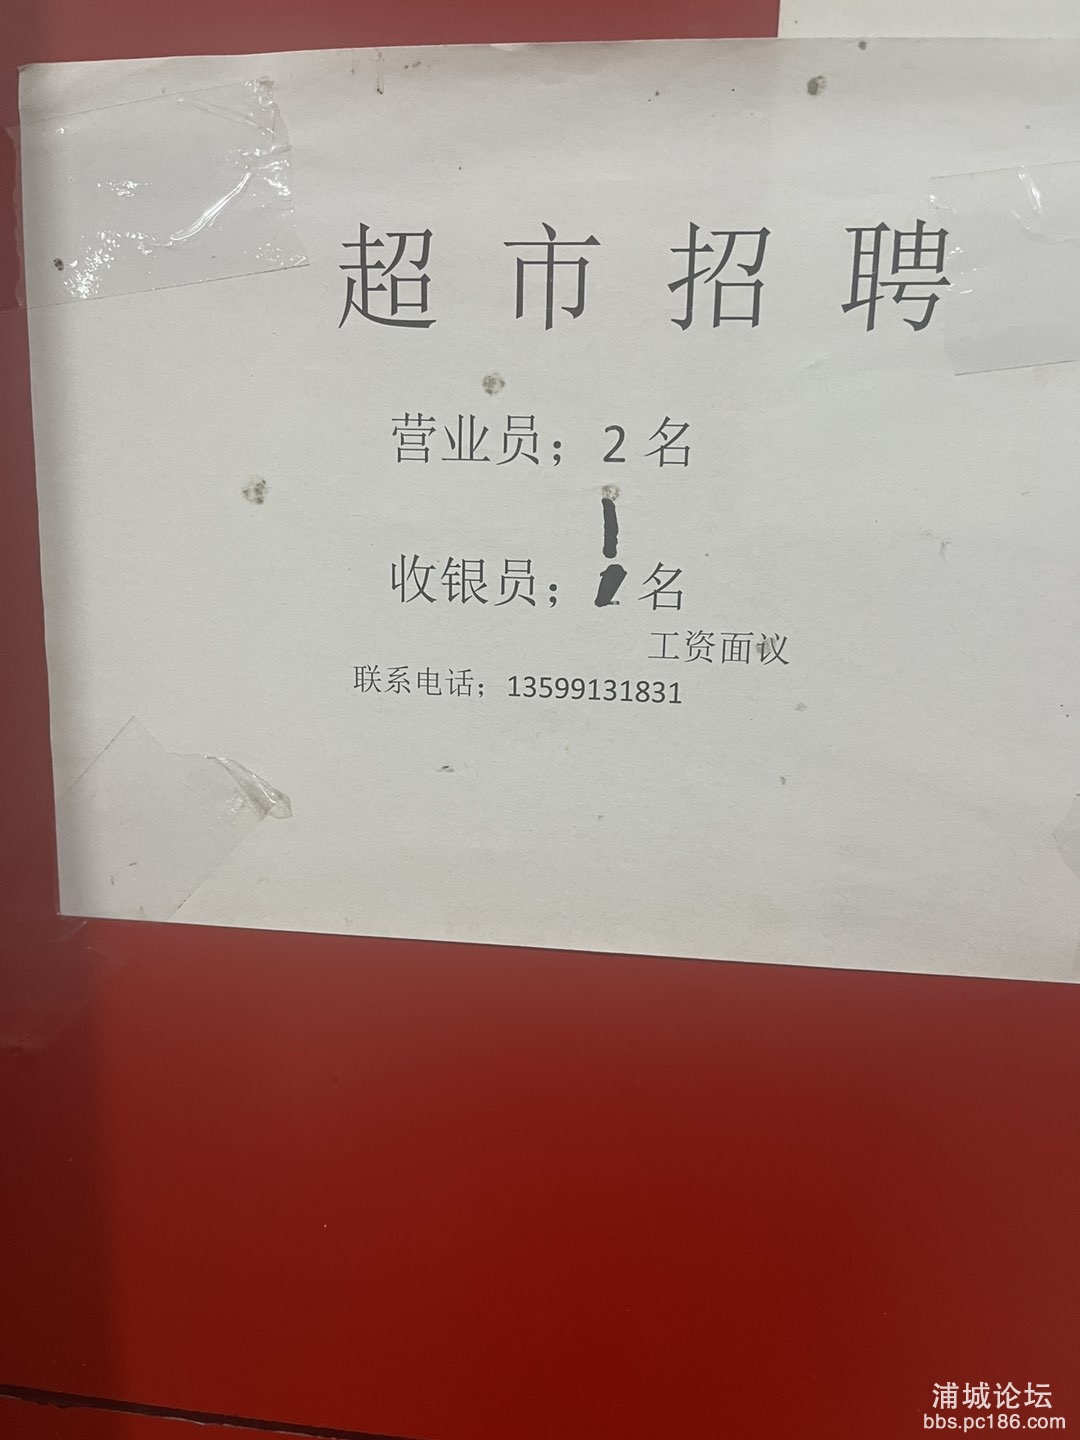 超市招聘
营业员；2名
1
收银员；名
工资面议
联系电话；13599131831
浦城论坛
bbs.pc186.com